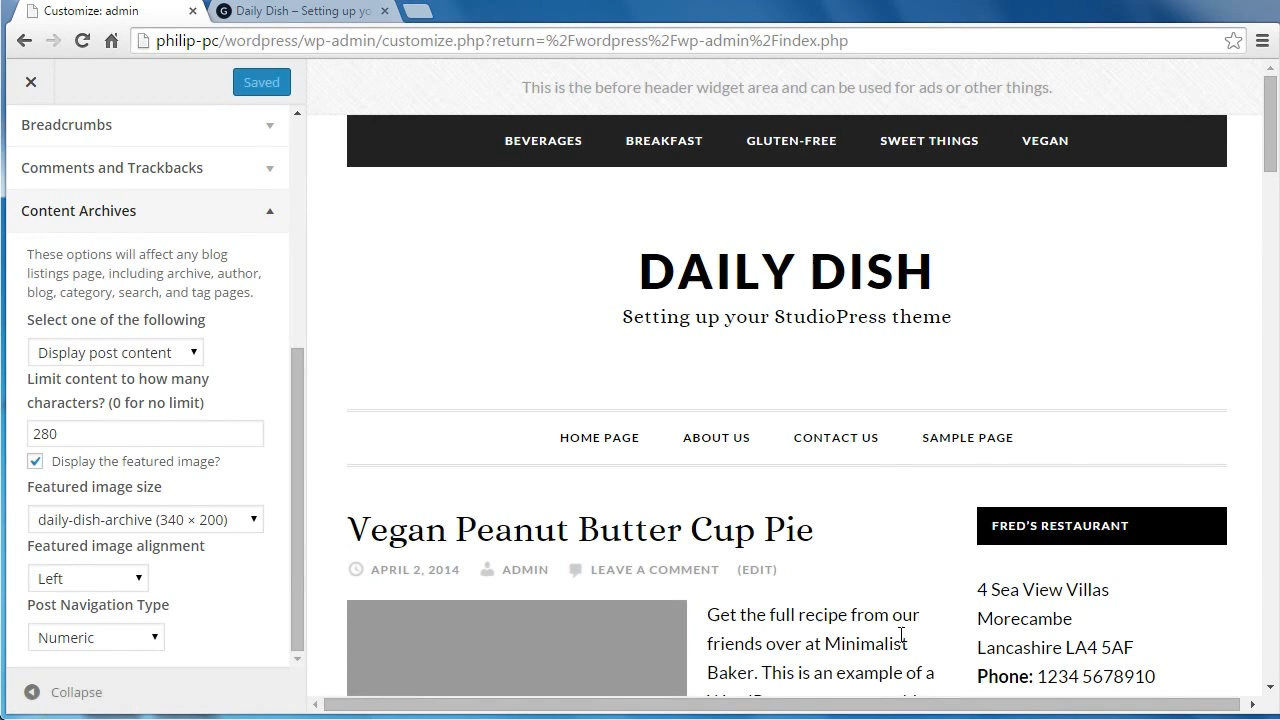 Customize: admin
Daily Dish – Setting up yo
philip-pc/wordpress/wp-admin/customize.php?return=%2Fwordpress%2Fwp-admin%2Findex.php
Saved
Breadcrumbs
Comments and Trackbacks
Content Archives
These options will affect any blog
listings page, including archive, author,
blog, category, search, and tag pages.
Select one of the following
Display post content
Limit content to how many
characters? (0 for no limit)
280
Display the featured image?
Featured image size
daily-dish-archive (340 × 200)
Featured image alignment
Left
Post Navigation Type
Numeric
Collapse
This is the before header widget area and can be used for ads or other things.
BEVERAGES BREAKFAST GLUTEN-FREE SWEET THINGS VEGAN
DAILY DISH
Setting up your StudioPress theme
HOME PAGE ABOUT US CONTACT US SAMPLE PAGE
Vegan Peanut Butter Cup Pie
APRIL 2, 2014 ADMIN LEAVE A COMMENT (EDIT)
Get the full recipe from our
friends over at Minimalist
Baker. This is an example of a
FRED'S RESTAURANT
4 Sea View Villas
Morecambe
Lancashire LA4 5AF
Phone: 1234 5678910